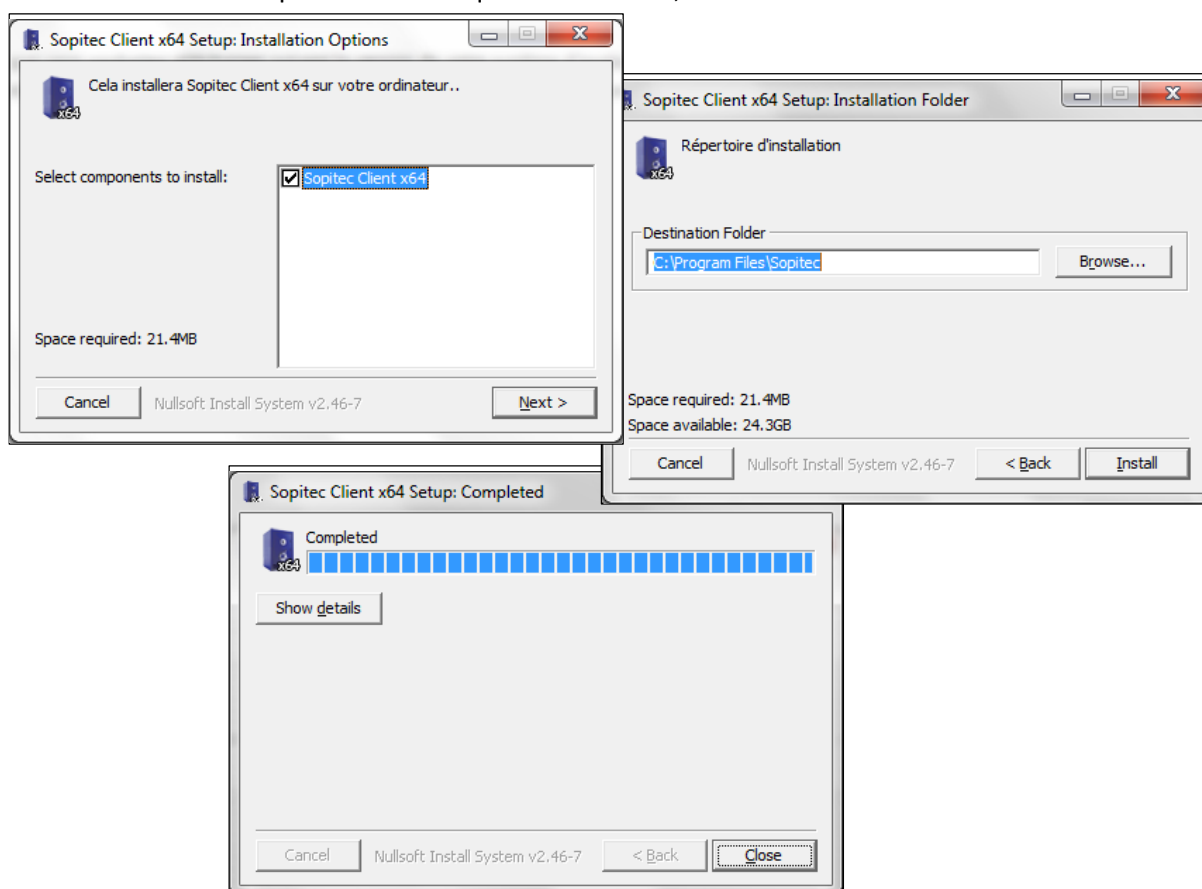 Sopitec Client x64 Setup: Installation Options
Cela installera Sopitec Client x64 sur votre ordinateur..
x64
Select components to install:
Sopitec Client x64
Space required: 21.4MB
Cancel
Nullsoft Install System v2.46-7
Next >
Sopitec Client x64 Setup: Installation Folder
Répertoire d'installation
x64
Destination Folder
C:\Program Files\Sopitec
Browse...
Space required: 21.4MB
Space available: 24.3GB
Cancel
Nullsoft Install System v2.46-7
< Back
Install
Sopitec Client x64 Setup: Completed
Completed
x64
Show details
Cancel
Nullsoft Install System v2.46-7
< Back
Close